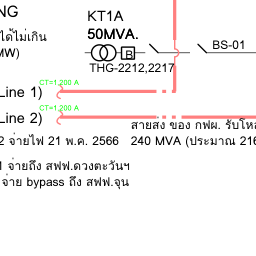 NG
KT1A
ได้ไม่เกิน
50MVA.
MW)
B
BS-01
THG-2212,2217
CT=1,200 A
Line 1)
CT=1,200 A
Line 2)
สายส่ง ของ กฟผ. รับโหล
2 จ่ายไฟ 21 พ.ค. 2566
240 MVA (ประมาณ 216
1 จ่ายถึง สฟฟ.ดวงตะวันฯ
จ่าย bypass ถึง สฟฟ.จุน